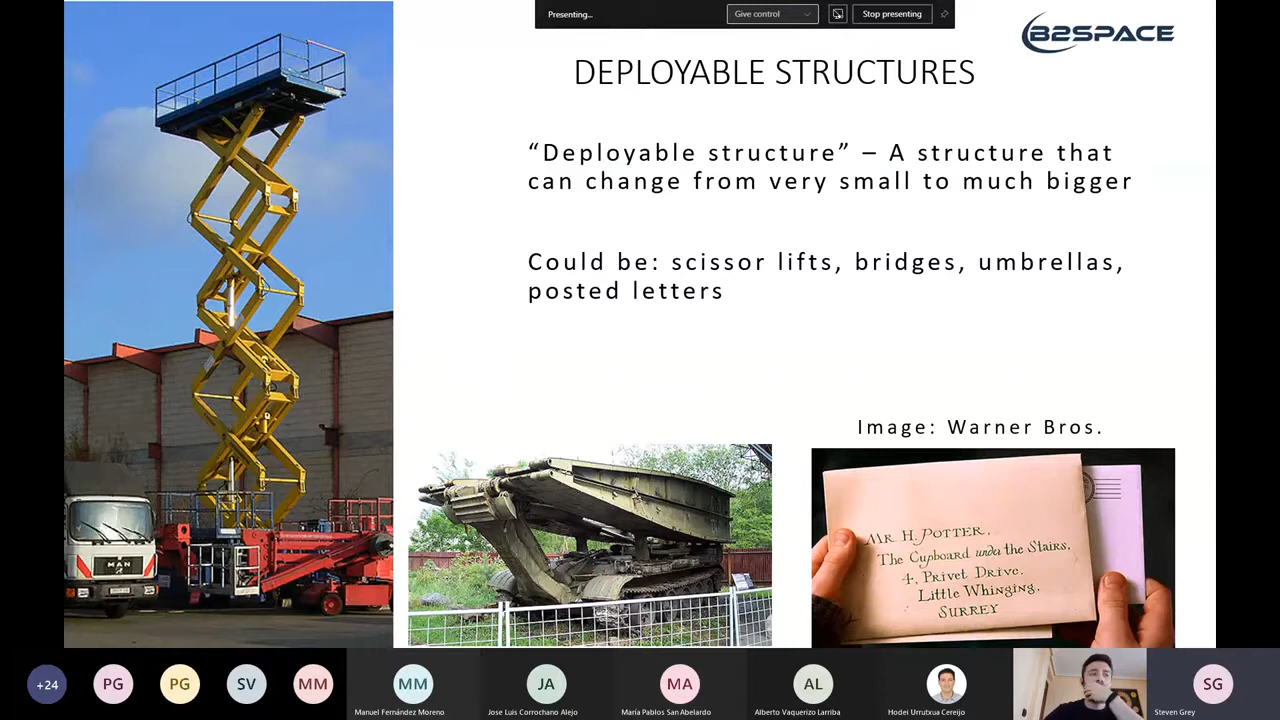 Presenting...
Give control
Stop presenting
B2SPACE
DEPLOYABLE STRUCTURES
“Deployable structure” – A structure that
can change from very small to much bigger
Could be: scissor lifts, bridges, umbrellas,
posted letters
Image: Warner Bros.
MAN
MR. H. POTTER,
The Cupboard under the Stairs,
4, Privet Drive,
Little Whinging,
SURREY
+24
PG
PG
SV
MM
MM
JA
MA
AL
SG
Manuel Fernández Moreno
Jose Luis Corrochano Alejo
María Pablos San Abelardo
Alberto Vaquerizo Larriba
Hodei Urrutxua Cereijo
Steven Grey